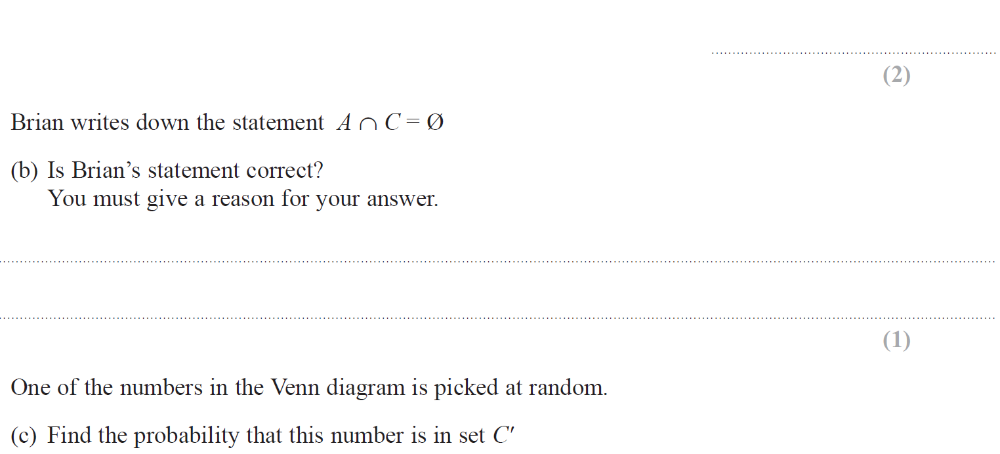 (2)
Brian writes down the statement A ∩ C = Ø
(b) Is Brian’s statement correct?
You must give a reason for your answer.
(1)
One of the numbers in the Venn diagram is picked at random.
(c) Find the probability that this number is in set C′